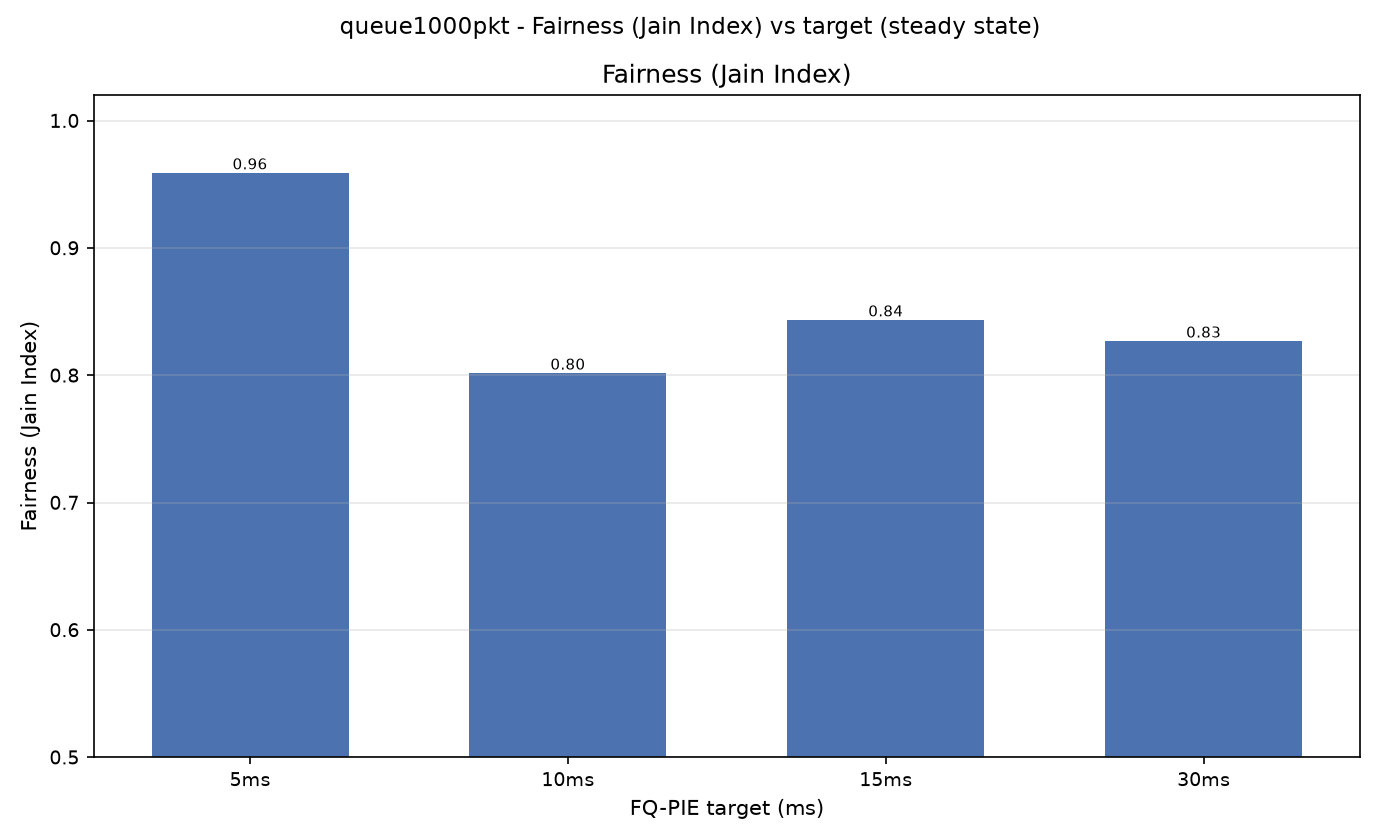 queue1000pkt - Fairness (Jain Index) vs target (steady state)
Fairness (Jain Index)
Fairness (Jain Index)
1.0
0.9
0.8
0.7
0.6
0.5
0.96
0.80
0.84
0.83
5ms
10ms
15ms
30ms
FQ-PIE target (ms)